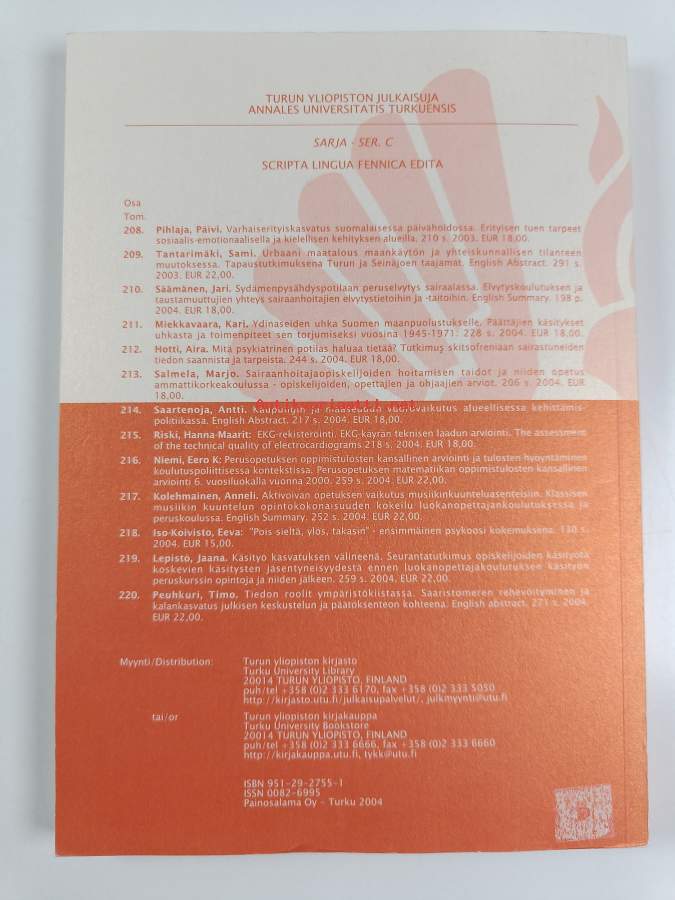 TURUN YLIOPISTON JULKAISUJA
ANNALES UNIVERSITATIS TURKUENSIS
SARJA - SER. C
SCRIPTA LINGUA FENNICA EDITA
Osa
Tom.
208. Pihlaja, Päivi. Varhaiserityiskasvatus suomalaisessa päivähoidossa. Erityisen tuen tarpeet
sosiaalis-emotionaalisella ja kielellisen kehityksen alueilla. 210 s. 2003. EUR 18,00.
209. Tantarimäki, Sami. Urbaani maatalous maankäytön ja yhteiskunnallisen tilanteen
muutoksessa. Tapaustutkimuksena Turun ja Seinäjoen taajamat. English Abstract. 291 s.
2003. EUR 22,00.
210. Säämänen, Jari. Sydämenpysähdyspotilaan peruselvytys sairaalassa. Elvytyskoulutuksen ja
taustamuuttujien yhteys sairaanhoitajien elvytystietoihin ja -taitoihin. English Summary. 198 p.
2004. EUR 18,00.
211. Miekkavaara, Kari. Ydinaseiden uhka Suomen maanpuolustukselle. Päättäjien käsitykset
uhkasta ja toimenpiteet sen torjumiseksi vuosina 1945-1971. 228 s. 2004. EUR 18,00.
212. Hotti, Aira. Mitä psykiatrinen potilas haluaa tietää? Tutkimus skitsofreniaan sairastuneiden
tiedon saannista ja tarpeista. 244 s. 2004. EUR 18,00.
213. Salmela, Marjo. Sairaanhoitajaopiskelijoiden hoitamisen taidot ja niiden opetus
ammattikorkeakoulussa - opiskelijoiden, opettajien ja ohjaajien arviot. 206 s. 2004. EUR
18,00.
214. Saartenoja, Antti. Kaupungin ja maaseudun vuorovaikutus alueellisessa kehittämis-
politiikassa. English Abstract. 217 s. 2004. EUR 18,00.
215. Riski, Hanna-Maarit: EKG-rekisteröinti. EKG-käyrän teknisen laadun arviointi. The assessment
of the technical quality of electrocardiograms 218 s. 2004. EUR 18,00.
216. Niemi, Eero K: Perusopetuksen oppimistulosten kansallinen arviointi ja tulosten hyödyntäminen
koulutuspoliittisessa kontekstissa. Perusopetuksen matematiikan oppimistulosten kansallinen
arviointi 6. vuosiluokalla vuonna 2000. 259 s. 2004. EUR 22,00.
217. Kolehmainen, Anneli. Aktivoivan opetuksen vaikutus musiikinkuunteluasenteisiin. Klassisen
musiikin kuuntelun opintokokonaisuuden kokeilu luokanopettajankoulutuksessa ja
peruskoulussa. English Summary. 252 s. 2004. EUR 22,00.
218. Iso-Koivisto, Eeva: "Pois sieltä, ylös, takasin" - ensimmäinen psykoosi kokemuksena. 130 s.
2004. EUR 15,00.
219. Lepistö, Jaana. Käsityö kasvatuksen välineenä. Seurantatutkimus opiskelijoiden käsityötä
koskevien käsitysten jäsentyneisyydestä ennen luokanopettajakoulutuksen käsityön
peruskurssin opintoja ja niiden jälkeen. 259 s. 2004. EUR 22,00.
220. Peuhkuri, Timo. Tiedon roolit ympäristökiistassa. Saaristomeren rehevöityminen ja
kalankasvatus julkisen keskustelun ja päätöksenteon kohteena. English abstract. 271 s. 2004.
EUR 22,00.
Myynti/Distribution: Turun yliopiston kirjasto
Turku University Library
20014 TURUN YLIOPISTO, FINLAND
puh/tel +358 (0)2 333 6170, fax +358 (0)2 333 5050
http://kirjasto.utu.fi/julkaisupalvelut/, julkmyynti@utu.fi
tai/or Turun yliopiston kirjakauppa
Turku University Bookstore
20014 TURUN YLIOPISTO, FINLAND
puh/tel +358 (0)2 333 6666, fax +358 (0)2 333 6660
http://kirjakauppa.utu.fi, tykk@utu.fi
ISBN 951-29-2755-1
ISSN 0082-6995
Painosalama Oy - Turku 2004